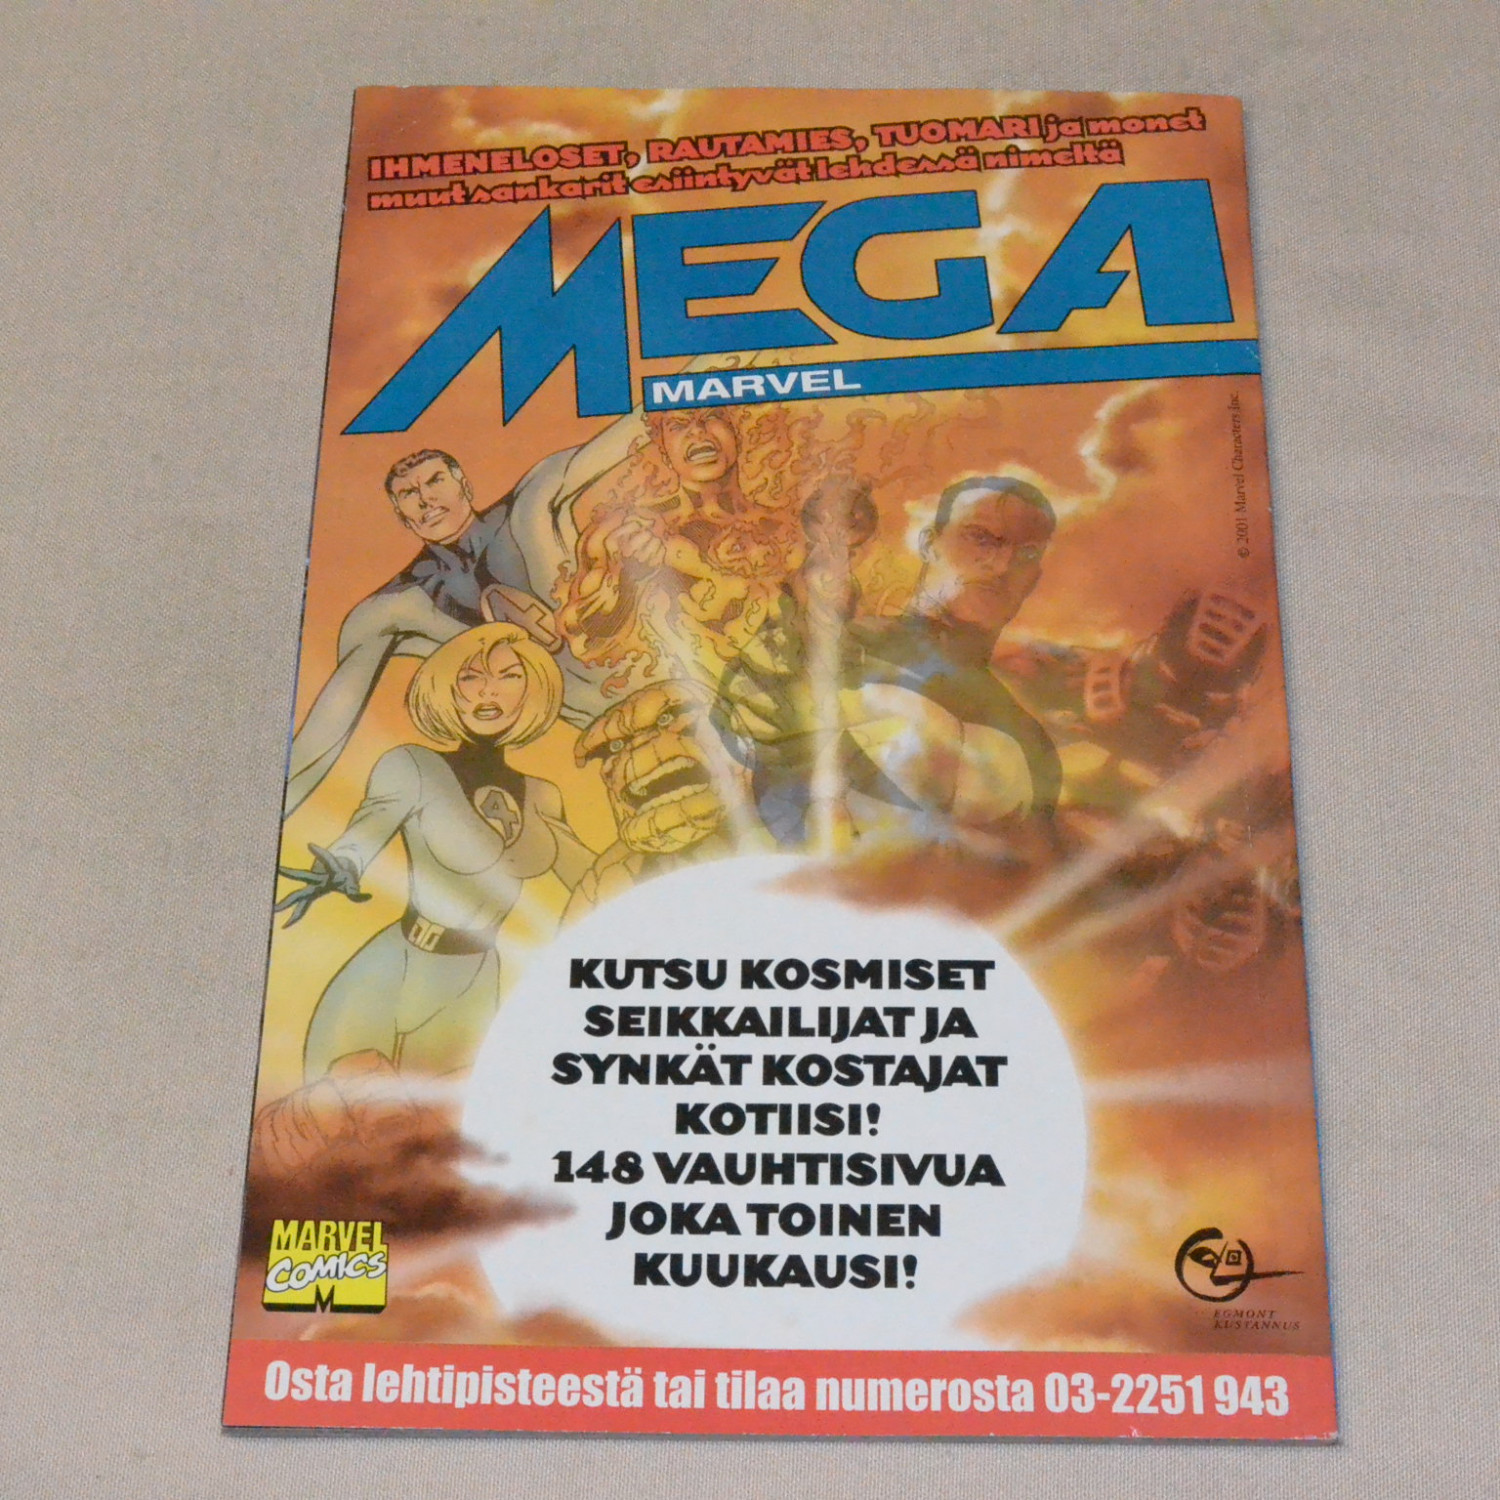 IHMENELOSET, RAUTAMIES, TUOMARI ja monet
muut sankarit esiintyvät lehdessä nimeltä
MEGA
MARVEL
© 2001 Marvel Characters Inc.
4
KUTSU KOSMISET
SEIKKAILIJAT JA
SYNKÄT KOSTAJAT
KOTIISI!
148 VAUHTISIVUA
JOKA TOINEN
KUUKAUSI!
MARVEL
COMICS
M
EGMONT
KUSTANNUS
Osta lehtipisteestä tai tilaa numerosta 03-2251 943